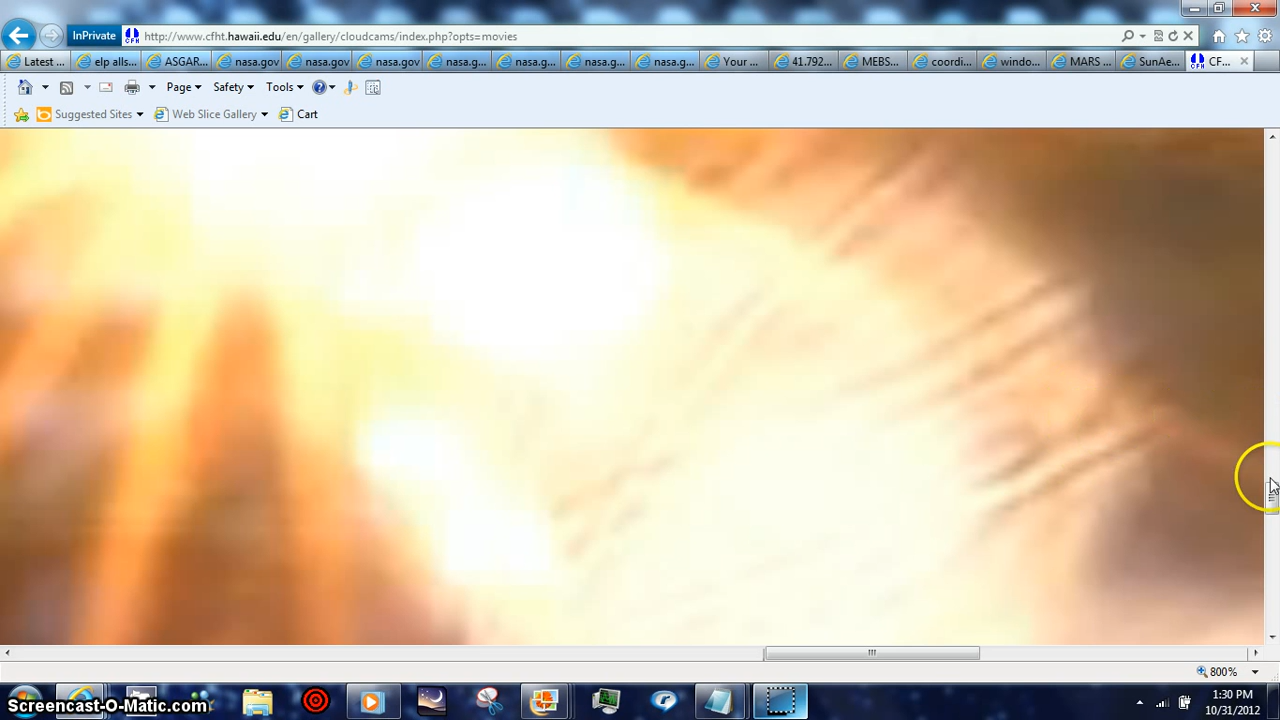 InPrivate http://www.cfht.hawaii.edu/en/gallery/cloudcams/index.php?opts=movies
Latest ... elp alls... ASGAR... nasa.gov nasa.gov nasa.gov nasa.g... nasa.g... nasa.g... nasa.g... Your ... 41.792... MEBS... coordi... windo... MARS ... SunAe... CF...
Page Safety Tools
Suggested Sites Web Slice Gallery Cart
800%
Screencast-O-Matic.com 1:30 PM
10/31/2012